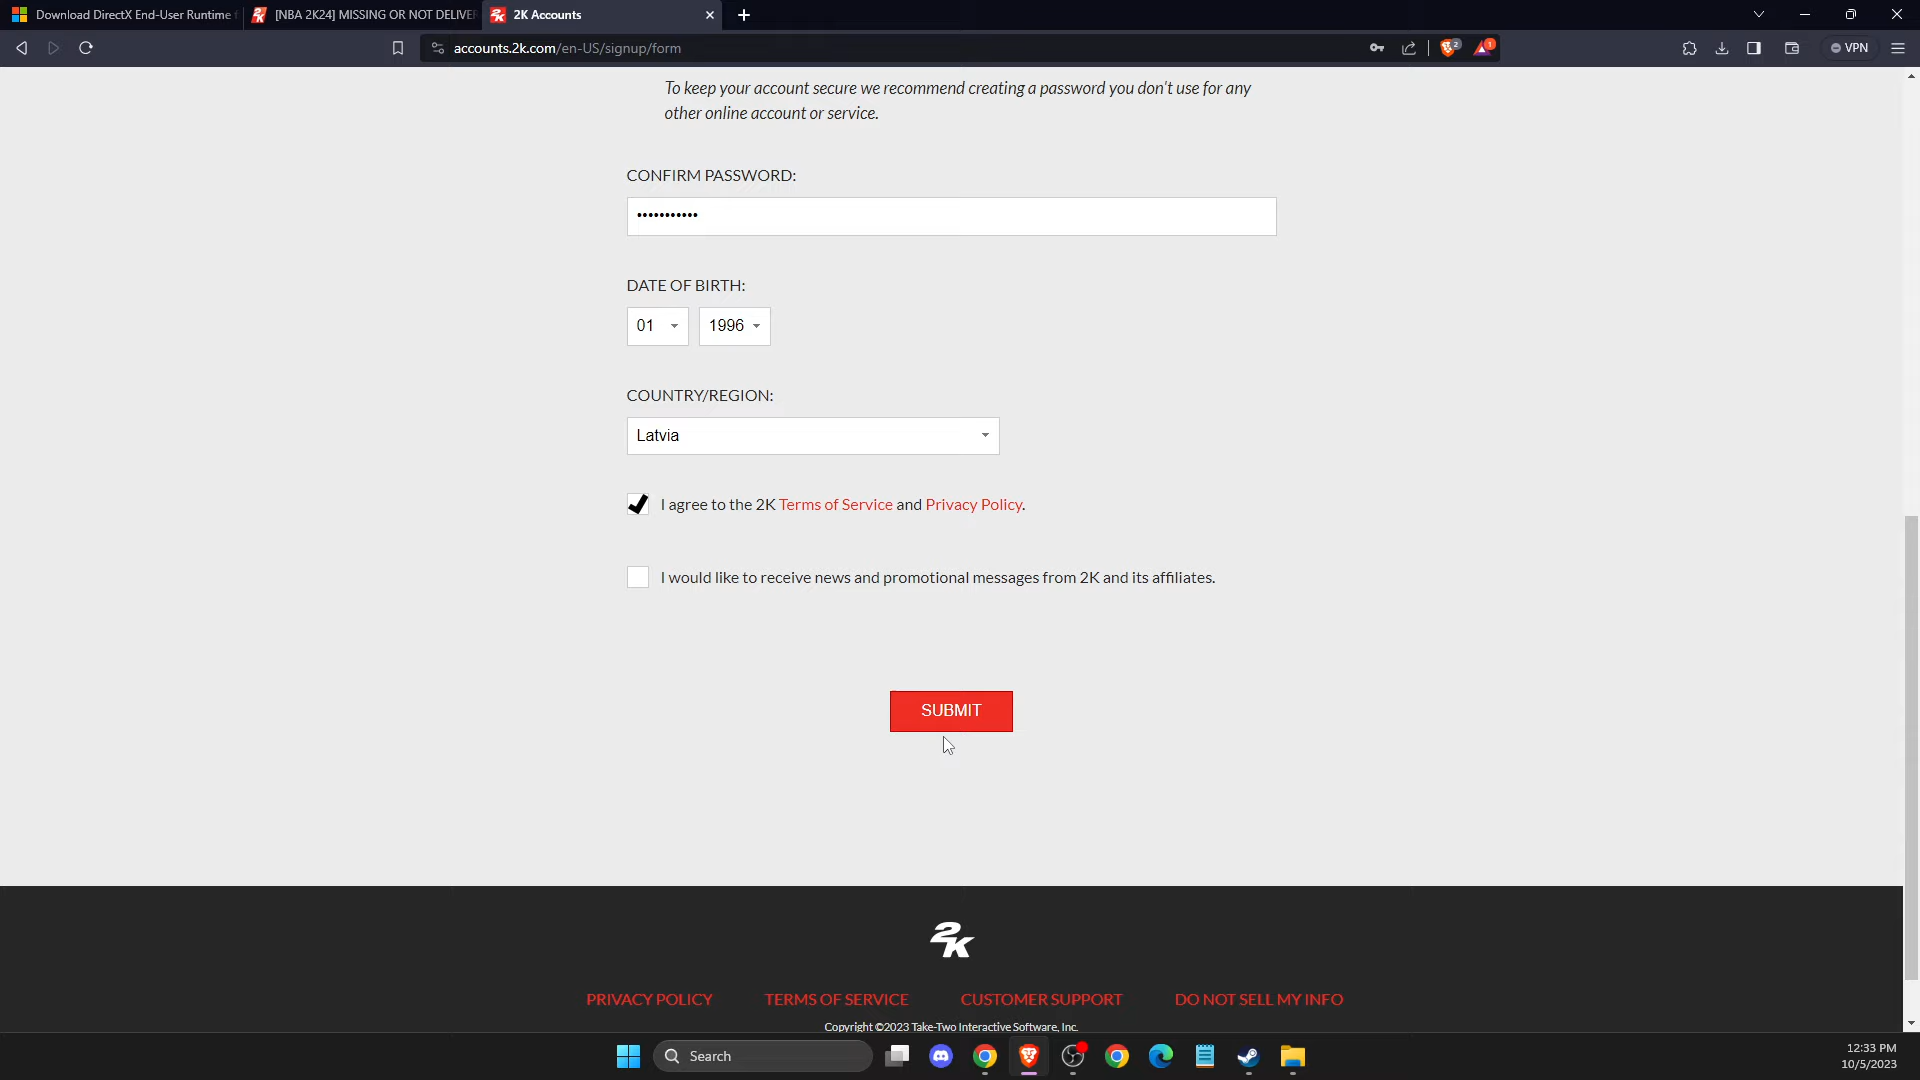 Download DirectX End-User Runtime
[NBA 2K24] MISSING OR NOT DELIVE
2K Accounts
accounts.2k.com/en-US/signup/form
2
1
VPN
To keep your account secure we recommend creating a password you don't use for any
other online account or service.
CONFIRM PASSWORD:
•••••••••••
DATE OF BIRTH:
01
1996
COUNTRY/REGION:
Latvia
I agree to the 2K Terms of Service and Privacy Policy.
I would like to receive news and promotional messages from 2K and its affiliates.
SUBMIT
2K
PRIVACY POLICY
TERMS OF SERVICE
CUSTOMER SUPPORT
DO NOT SELL MY INFO
Copyright ©2023 Take-Two Interactive Software, Inc.
Search
12:33 PM
10/5/2023